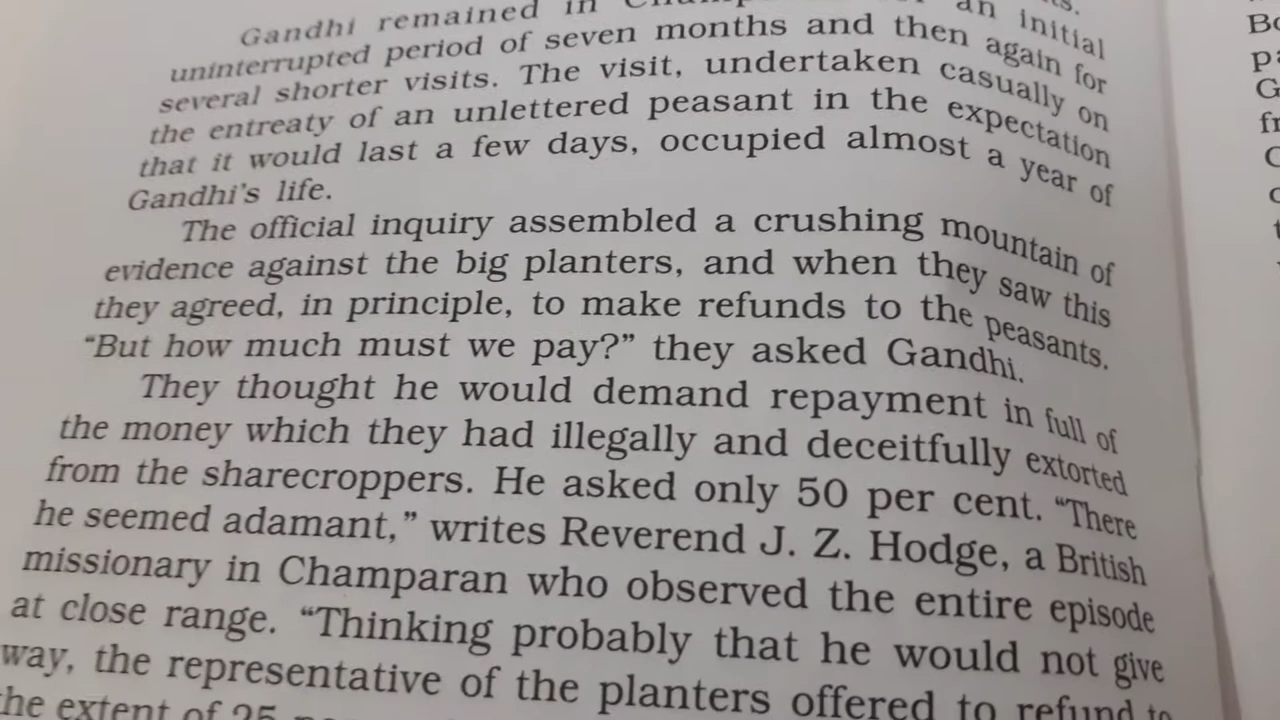 Gandhi remained in an initial
uninterrupted period of seven months and then again for
several shorter visits. The visit, undertaken casually on
the entreaty of an unlettered peasant in the expectation
that it would last a few days, occupied almost a year of
Gandhi's life.
The official inquiry assembled a crushing mountain of
evidence against the big planters, and when they saw this
they agreed, in principle, to make refunds to the peasants.
“But how much must we pay?” they asked Gandhi.
They thought he would demand repayment in full of
the money which they had illegally and deceitfully extorted
from the sharecroppers. He asked only 50 per cent. “There
he seemed adamant,” writes Reverend J. Z. Hodge, a British
missionary in Champaran who observed the entire episode
at close range. “Thinking probably that he would not give
way, the representative of the planters offered to refund to
the extent of 25